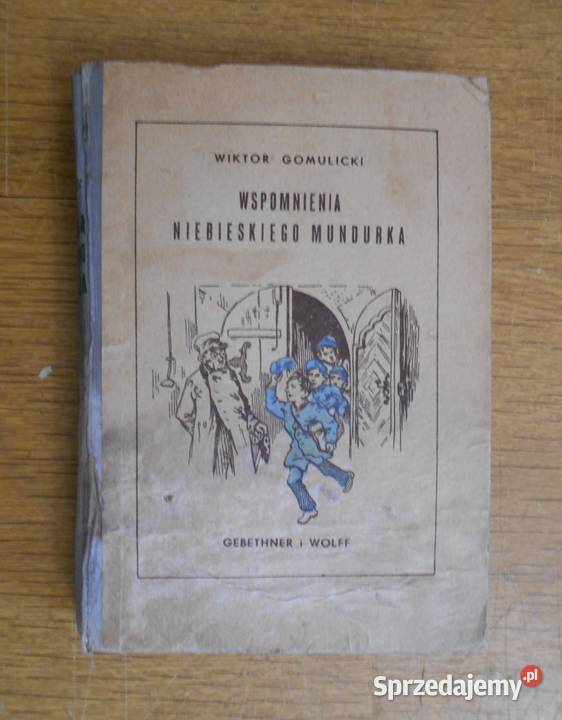 WIKTOR GOMULICKI
WSPOMNIENIA
NIEBIESKIEGO MUNDURKA
GEBETHNER i WOLFF
Sprzedajemy.pl